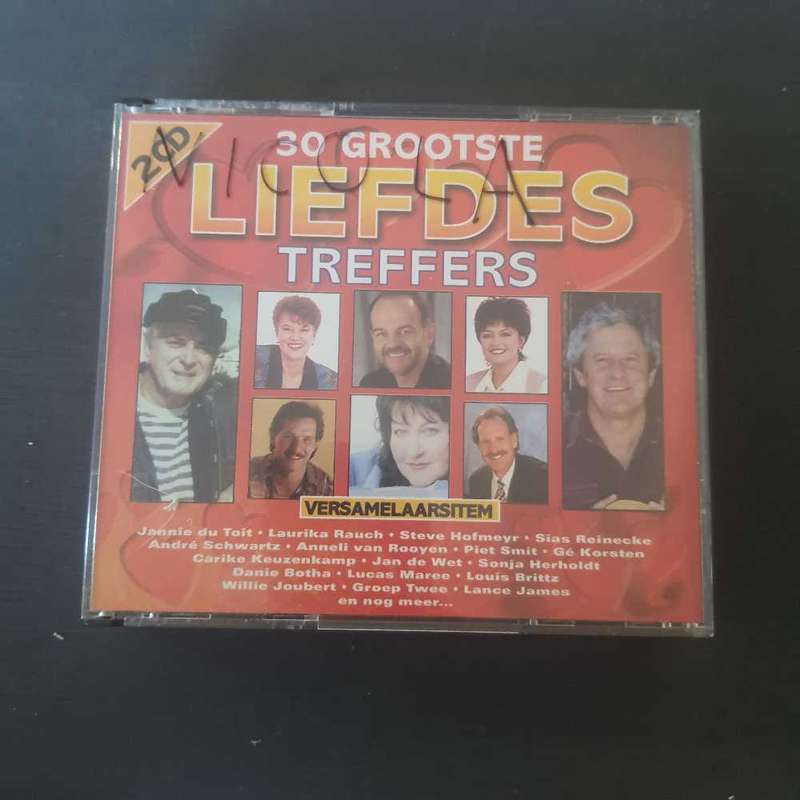 2CD
30 GROOTSTE
NICOLA
LIEFDES
TREFFERS
VERSAMELAARSITEM
Jannie du Toit • Laurika Rauch • Steve Hofmeyr • Sias Reinecke
André Schwartz • Anneli van Rooyen • Piet Smit • Gé Korsten
Carike Keuzenkamp • Jan de Wet • Sonja Herholdt
Danie Botha • Lucas Maree • Louis Brittz
Willie Joubert • Groep Twee • Lance James
en nog meer...